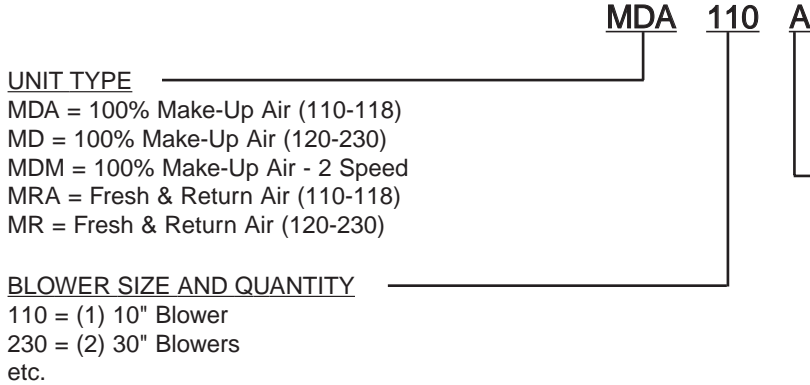 MDA 110 A
UNIT TYPE
MDA = 100% Make-Up Air (110-118)
MD = 100% Make-Up Air (120-230)
MDM = 100% Make-Up Air - 2 Speed
MRA = Fresh & Return Air (110-118)
MR = Fresh & Return Air (120-230)
BLOWER SIZE AND QUANTITY
110 = (1) 10" Blower
230 = (2) 30" Blowers
etc.